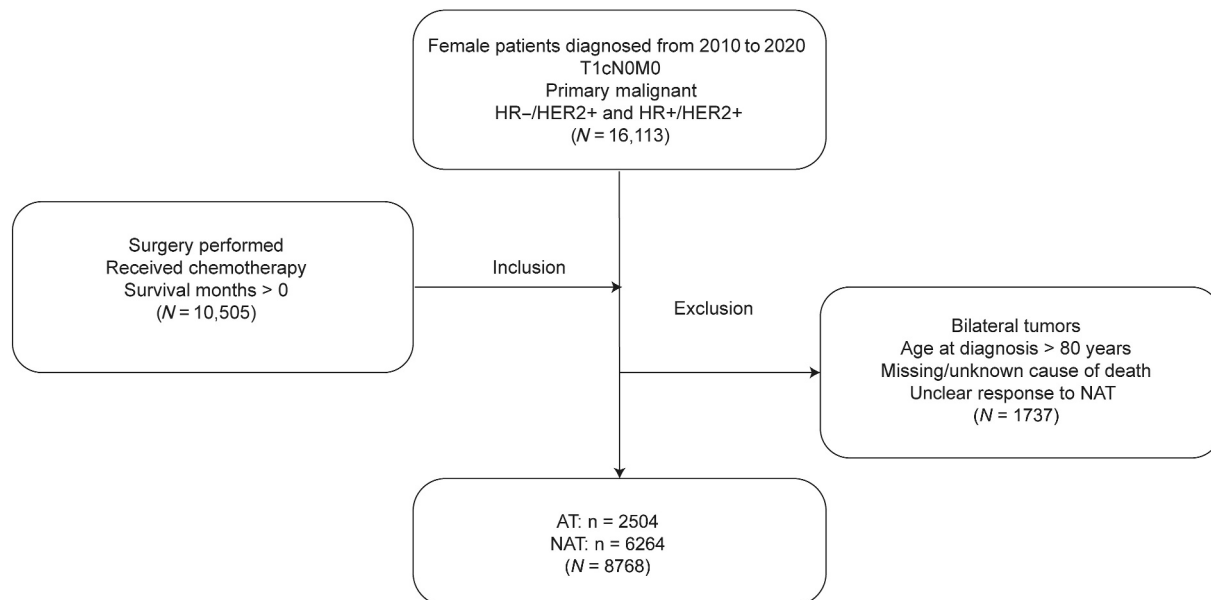 Female patients diagnosed from 2010 to 2020
T1cN0M0
Primary malignant
HR–/HER2+ and HR+/HER2+
(N = 16,113)
Surgery performed
Received chemotherapy
Survival months > 0
(N = 10,505)
Inclusion
Exclusion
Bilateral tumors
Age at diagnosis > 80 years
Missing/unknown cause of death
Unclear response to NAT
(N = 1737)
AT: n = 2504
NAT: n = 6264
(N = 8768)